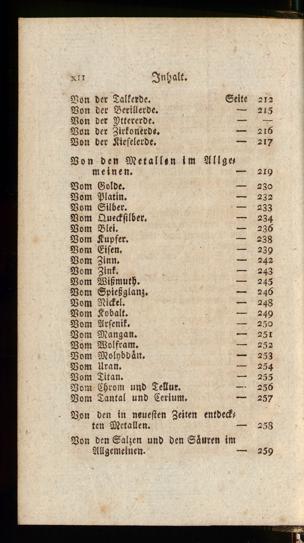 XII Inhalt.
Von der Talkerde. Seite 212
Von der Berillerde. — 215
Von der Yttererde. — —
Von der Zirkonerde. — 216
Von der Kieselerde. — 217
Von den Metallen im Allge-
meinen. — 219
Vom Golde. — 230
Vom Platin. — 232
Vom Silber. — 233
Vom Quecksilber. — 234
Vom Blei. — 236
Vom Kupfer. — 238
Vom Eisen. — 239
Vom Zinn. — 242
Vom Zink. — 243
Vom Wißmuth. — 245
Vom Spießglanz. — 246
Vom Nickel. — 248
Vom Kobalt. — 249
Vom Arsenik. — 250
Vom Mangan. — 251
Vom Wolfram. — 252
Vom Molybdän. — 253
Vom Uran. — 254
Vom Titan. — 255
Vom Chrom und Tellur. — 256
Vom Tantal und Cerium. — 257
Von den in neuesten Zeiten entdeck-
ten Metallen. — 258
Von den Salzen und den Säuren im
Allgemeinen. — 259